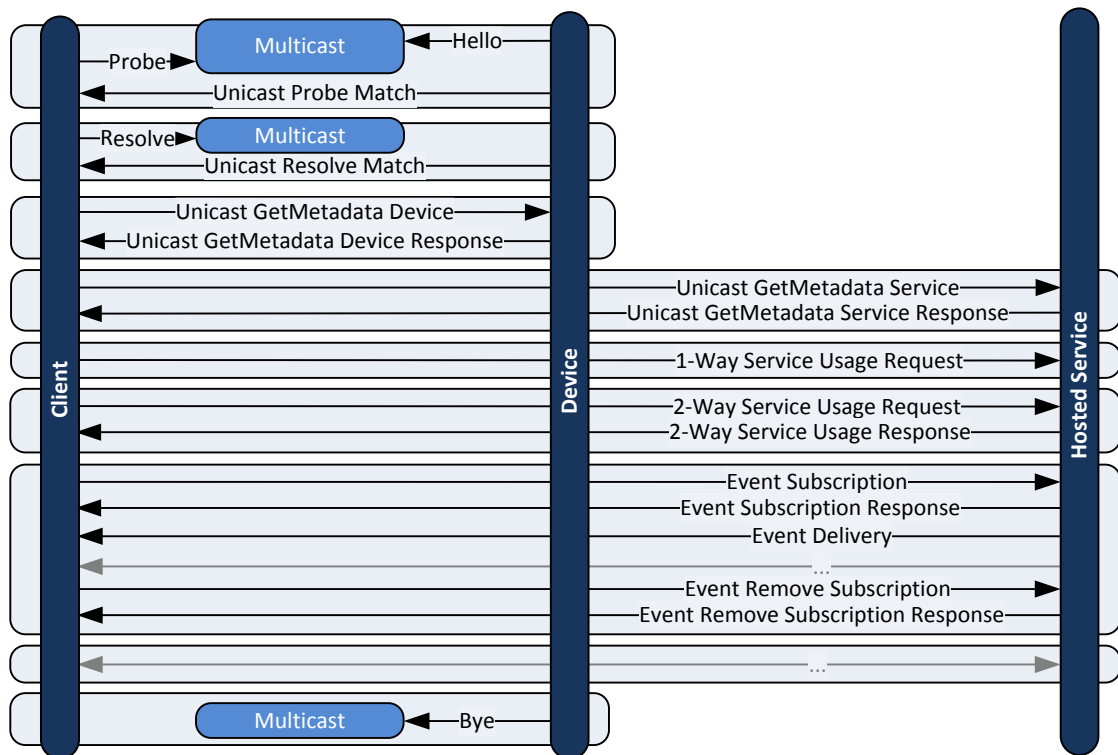 Multicast
Hello
Probe
Unicast Probe Match
Resolve
Multicast
Unicast Resolve Match
Unicast GetMetadata Device
Unicast GetMetadata Device Response
Unicast GetMetadata Service
Unicast GetMetadata Service Response
1-Way Service Usage Request
Client
Device
Hosted Service
2-Way Service Usage Request
2-Way Service Usage Response
Event Subscription
Event Subscription Response
Event Delivery
...
Event Remove Subscription
Event Remove Subscription Response
...
Multicast
Bye